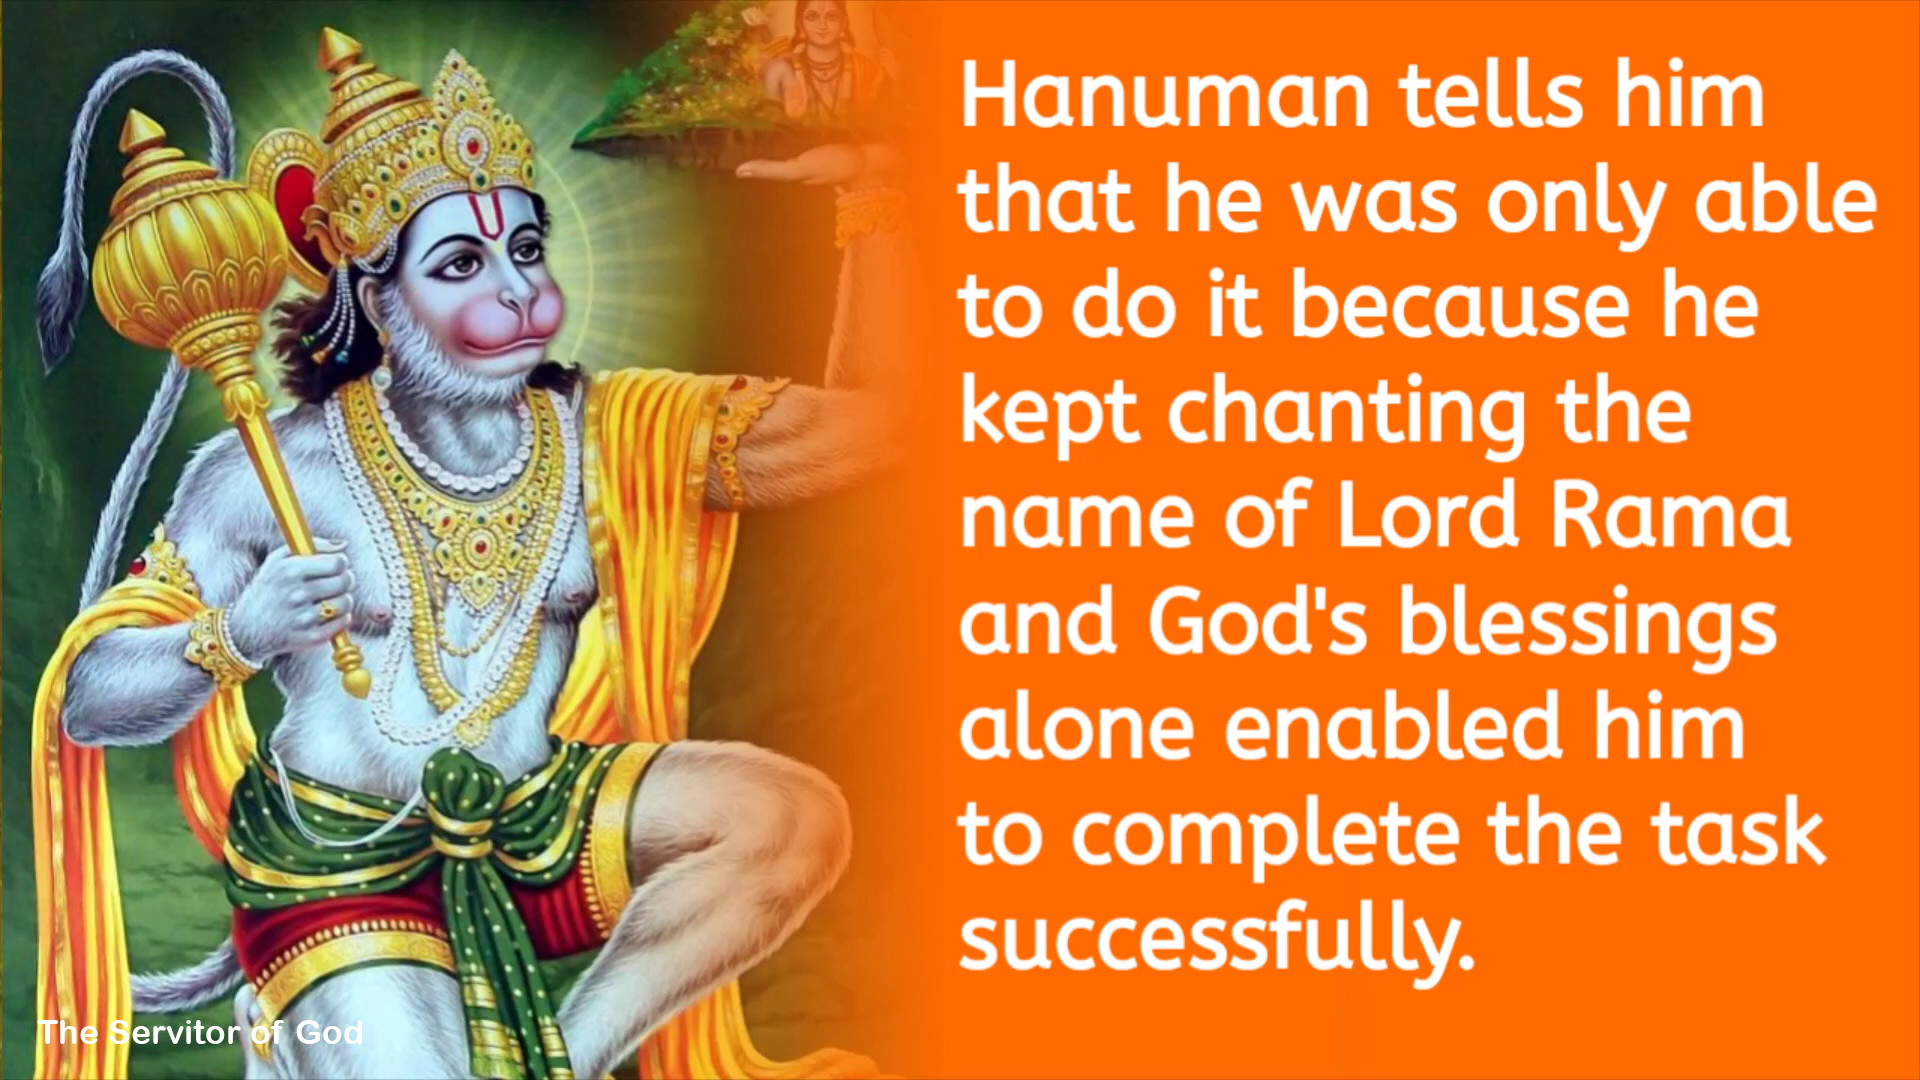 Hanuman tells him
that he was only able
to do it because he
kept chanting the
name of Lord Rama
and God's blessings
alone enabled him
to complete the task
successfully.
The Servitor of God